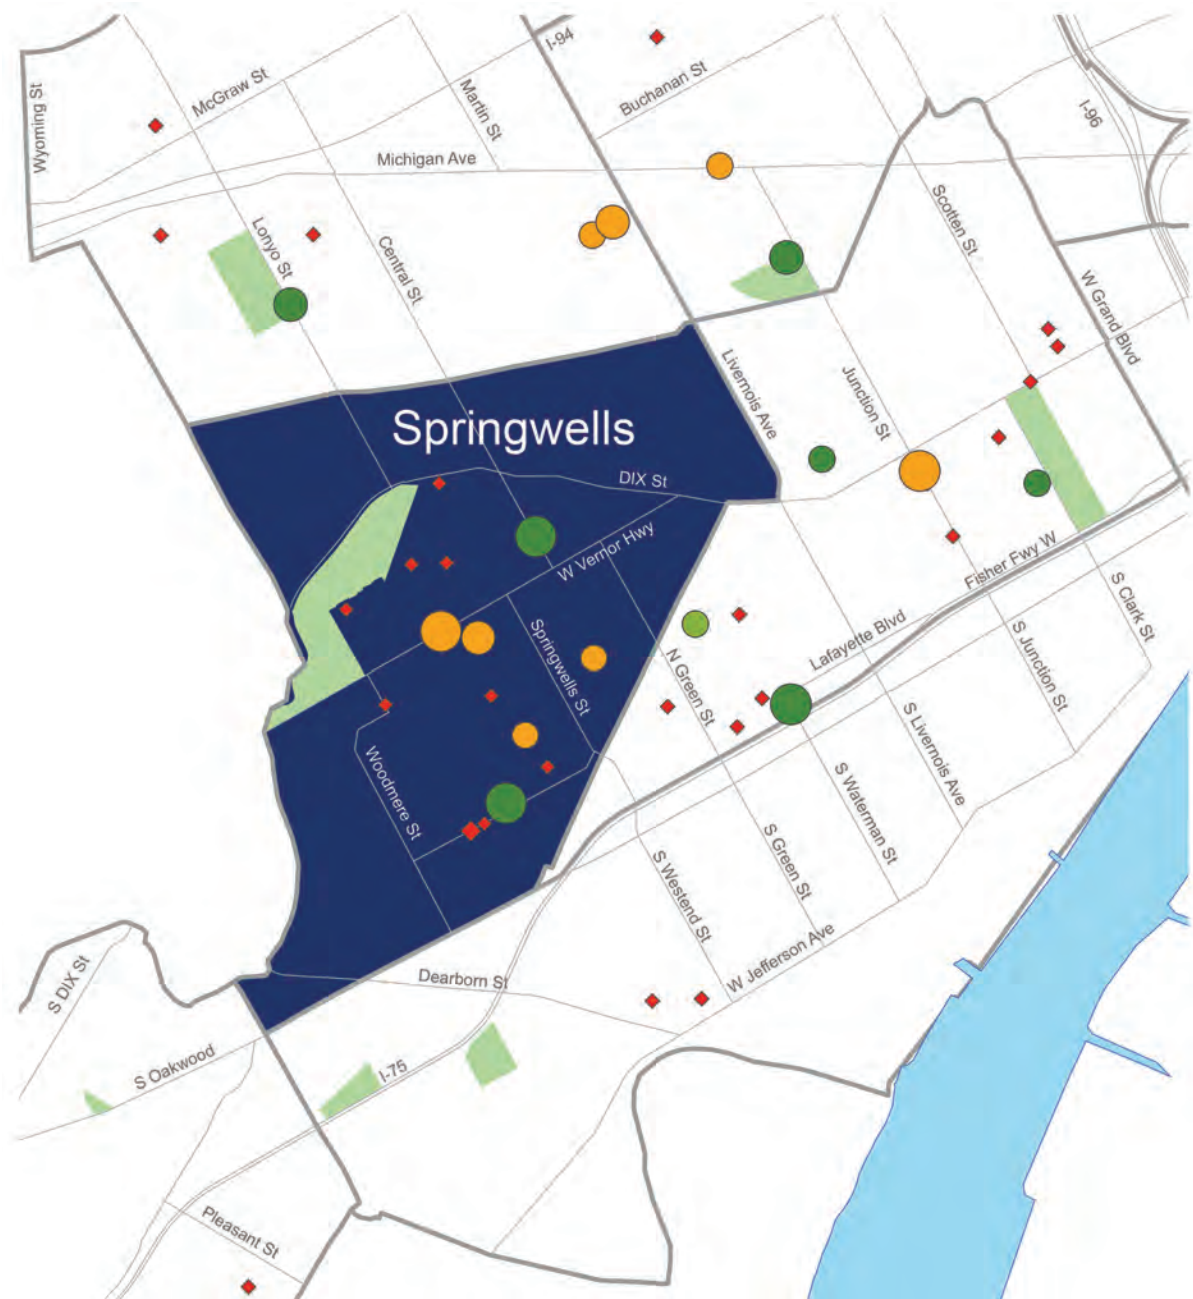 I-94
McGraw St
Wyoming St
Martin St
Buchanan St
I-96
Michigan Ave
Scotten St
Lonyo St
Central St
W Grand Blvd
Livernois Ave
Junction St
Springwells
DIX St
W Vernor Hwy
Fisher Fwy W
S Clark St
Springwells St
N Green St
Lafayette Blvd
S Junction St
S Livernois Ave
Woodmere St
S Waterman St
S Green St
S Westend St
W Jefferson Ave
S DIX St
Dearborn St
S Oakwood
I-75
Pleasant St